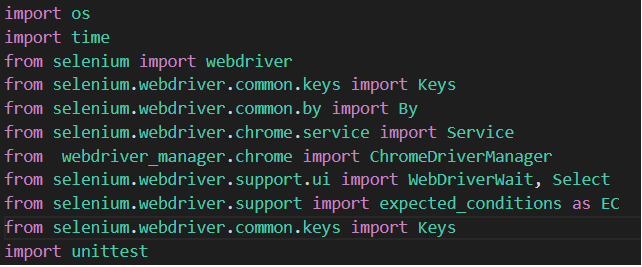 import os
import time
from selenium import webdriver
from selenium.webdriver.common.keys import Keys
from selenium.webdriver.common.by import By
from selenium.webdriver.chrome.service import Service
from  webdriver_manager.chrome import ChromeDriverManager
from selenium.webdriver.support.ui import WebDriverWait, Select
from selenium.webdriver.support import expected_conditions as EC
from selenium.webdriver.common.keys import Keys
import unittest